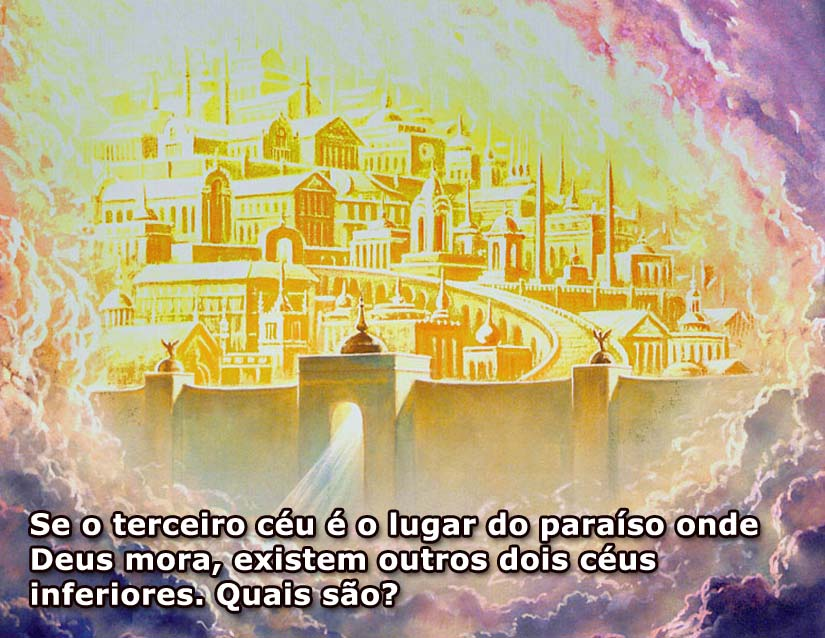 Se o terceiro céu é o lugar do paraíso onde
Deus mora, existem outros dois céus
inferiores. Quais são?